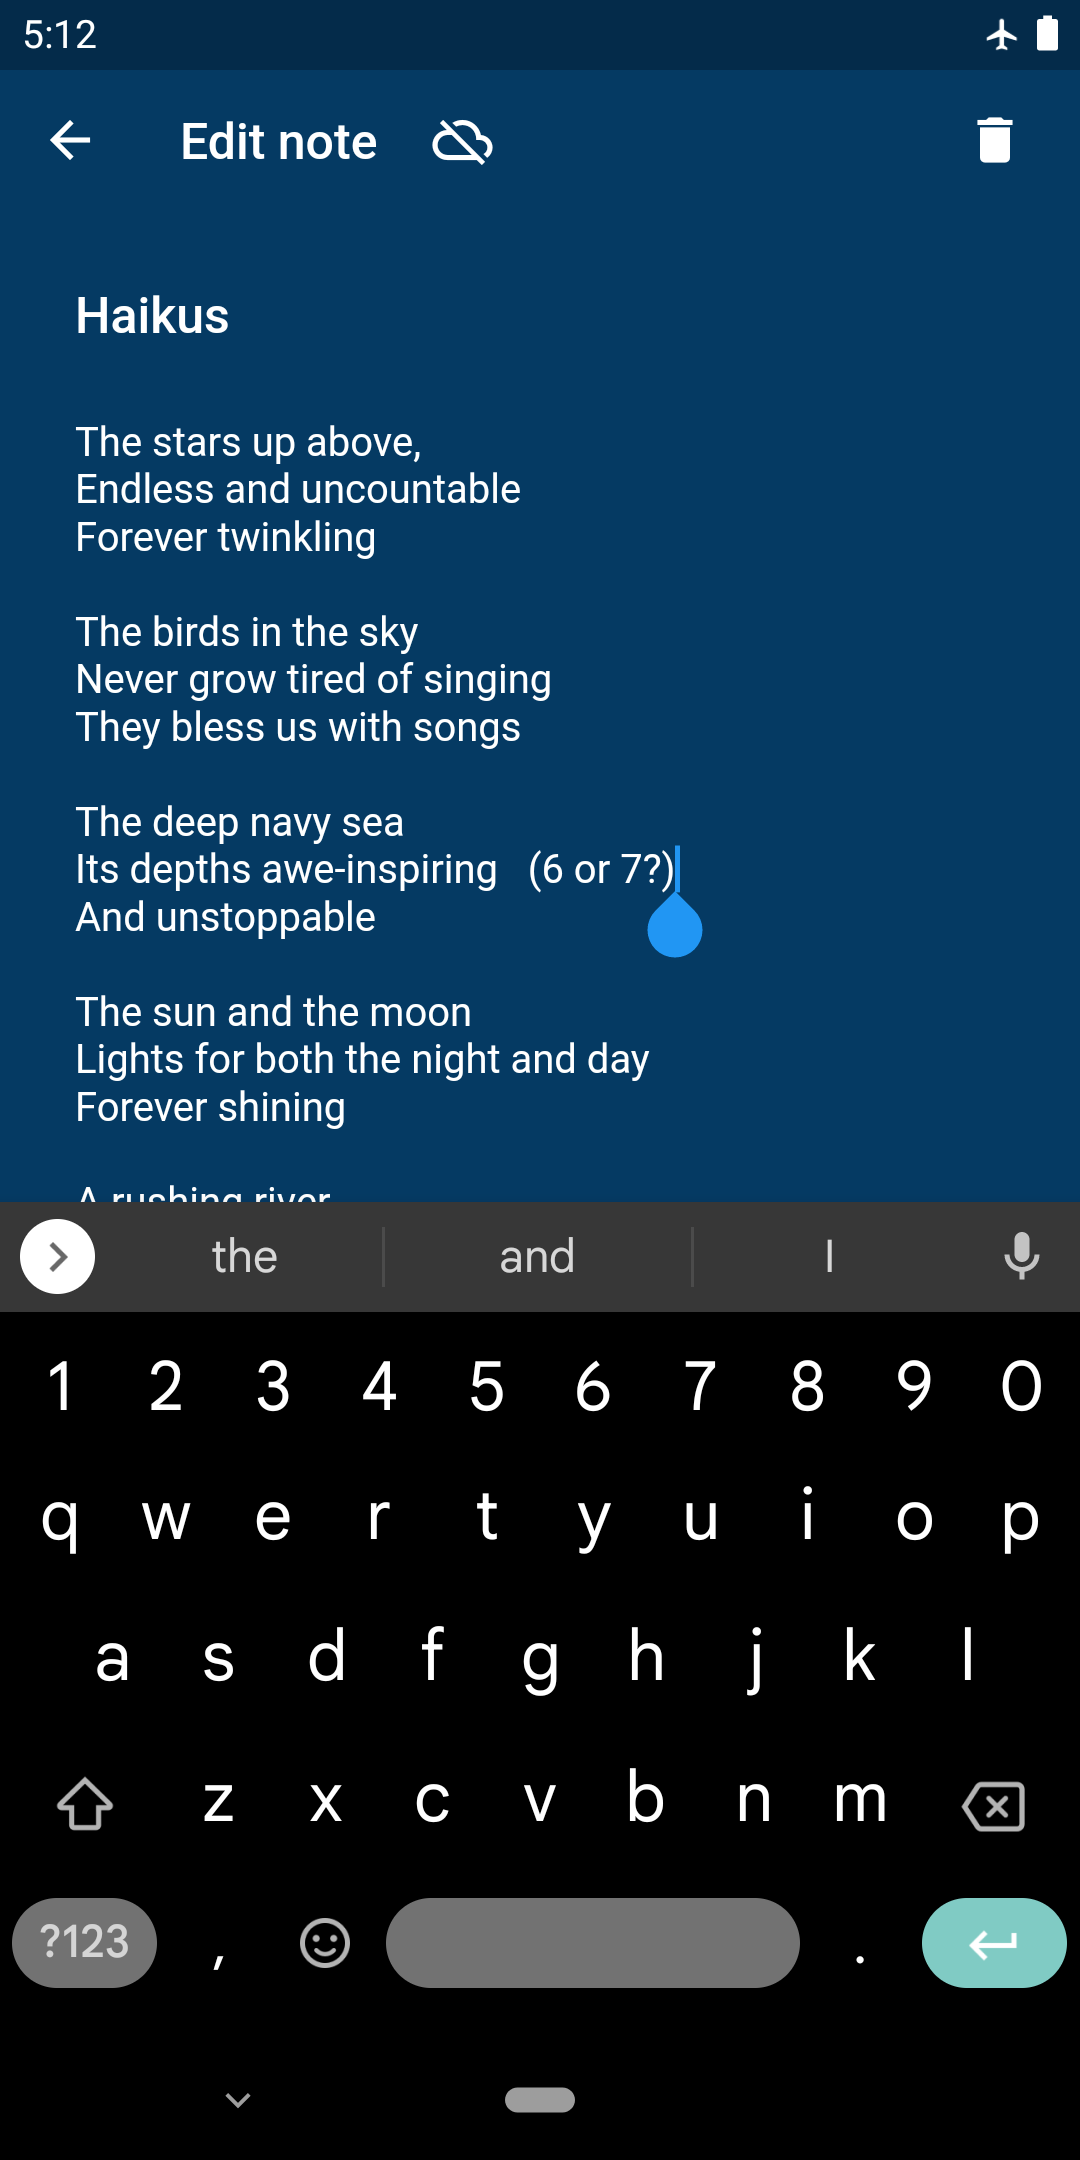 5:12
Edit note
Haikus
The stars up above,
Endless and uncountable
Forever twinkling
The birds in the sky
Never grow tired of singing
They bless us with songs
The deep navy sea
Its depths awe-inspiring   (6 or 7?)
And unstoppable
The sun and the moon
Lights for both the night and day
Forever shining
A rushing river
the and I
1 2 3 4 5 6 7 8 9 0
q w e r t y u i o p
a s d f g h j k l
z x c v b n m
?123 , .